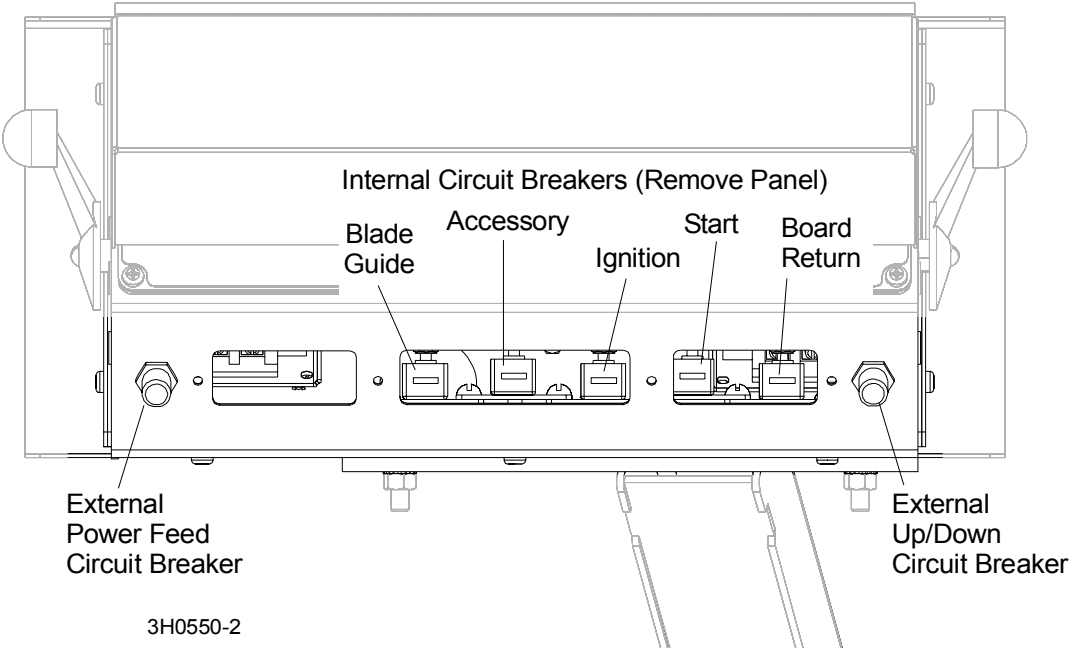 Internal Circuit Breakers (Remove Panel)
Blade
Guide
Accessory
Ignition
Start
Board
Return
External
Power Feed
Circuit Breaker
External
Up/Down
Circuit Breaker
3H0550-2